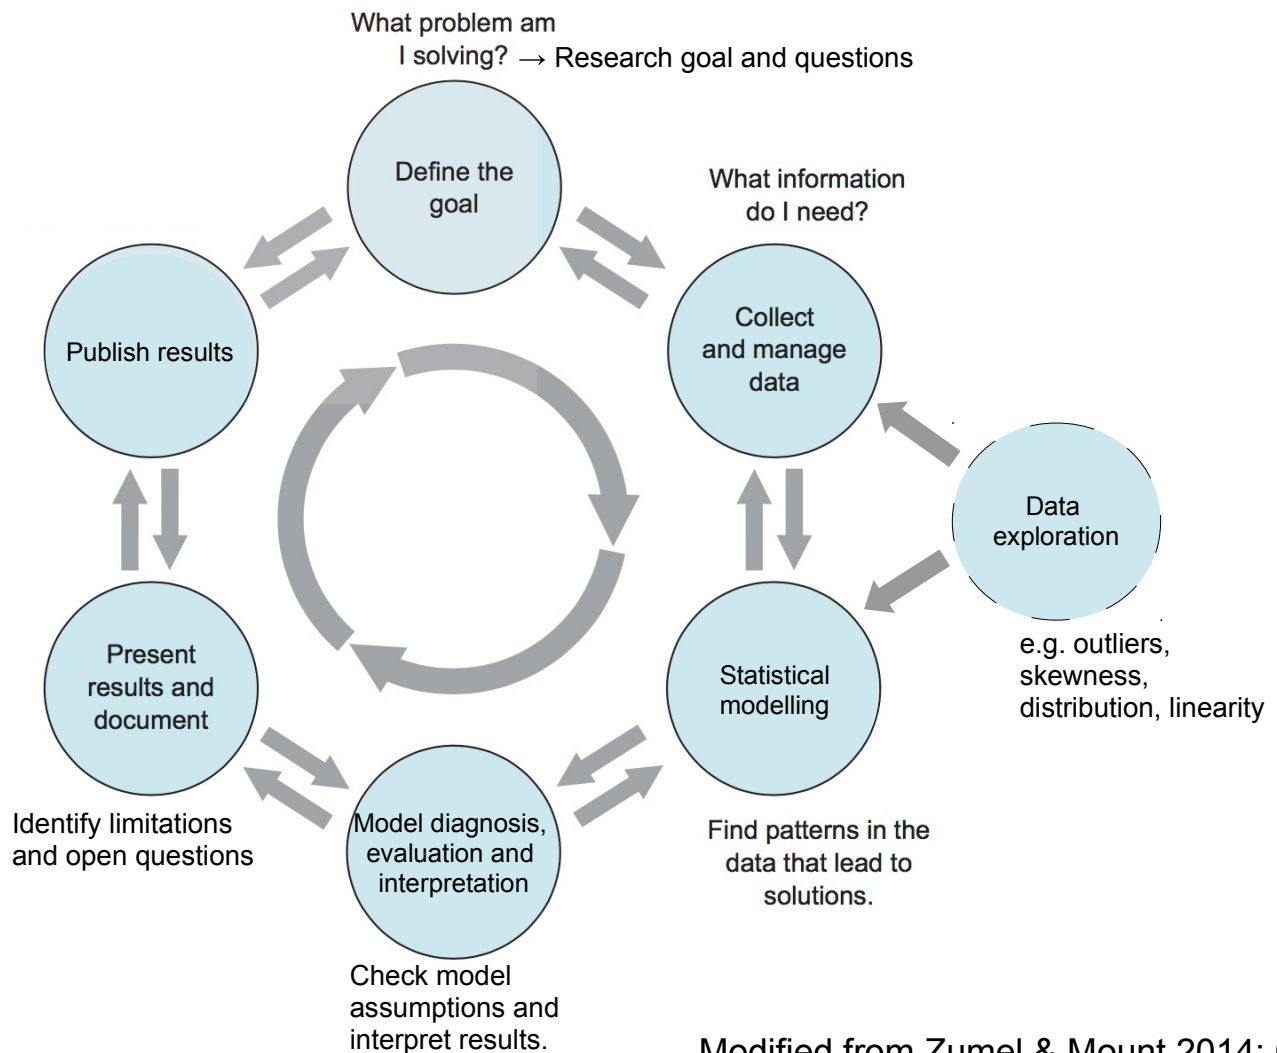 What problem am
I solving? → Research goal and questions
Define the
goal
What information
do I need?
Collect
and manage
data
Data
exploration
e.g. outliers,
skewness,
distribution, linearity
Statistical
modelling
Find patterns in the
data that lead to
solutions.
Model diagnosis,
evaluation and
interpretation
Check model
assumptions and
interpret results.
Present
results and
document
Identify limitations
and open questions
Publish results
Modified from Zumel & Mount 2014: